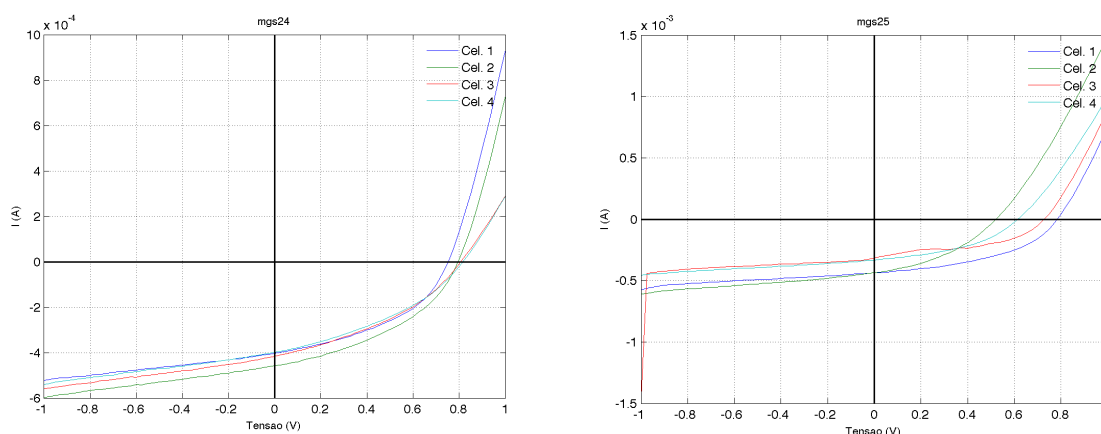 mgs24
x 10⁻⁴
10
8
6
4
2
0
-2
-4
-6
I (A)
Cel. 1
Cel. 2
Cel. 3
Cel. 4
-1 -0.8 -0.6 -0.4 -0.2 0 0.2 0.4 0.6 0.8 1
Tensao (V)
mgs25
x 10⁻³
1.5
1
0.5
0
-0.5
-1
-1.5
I (A)
Cel. 1
Cel. 2
Cel. 3
Cel. 4
-1 -0.8 -0.6 -0.4 -0.2 0 0.2 0.4 0.6 0.8
Tensao (V)